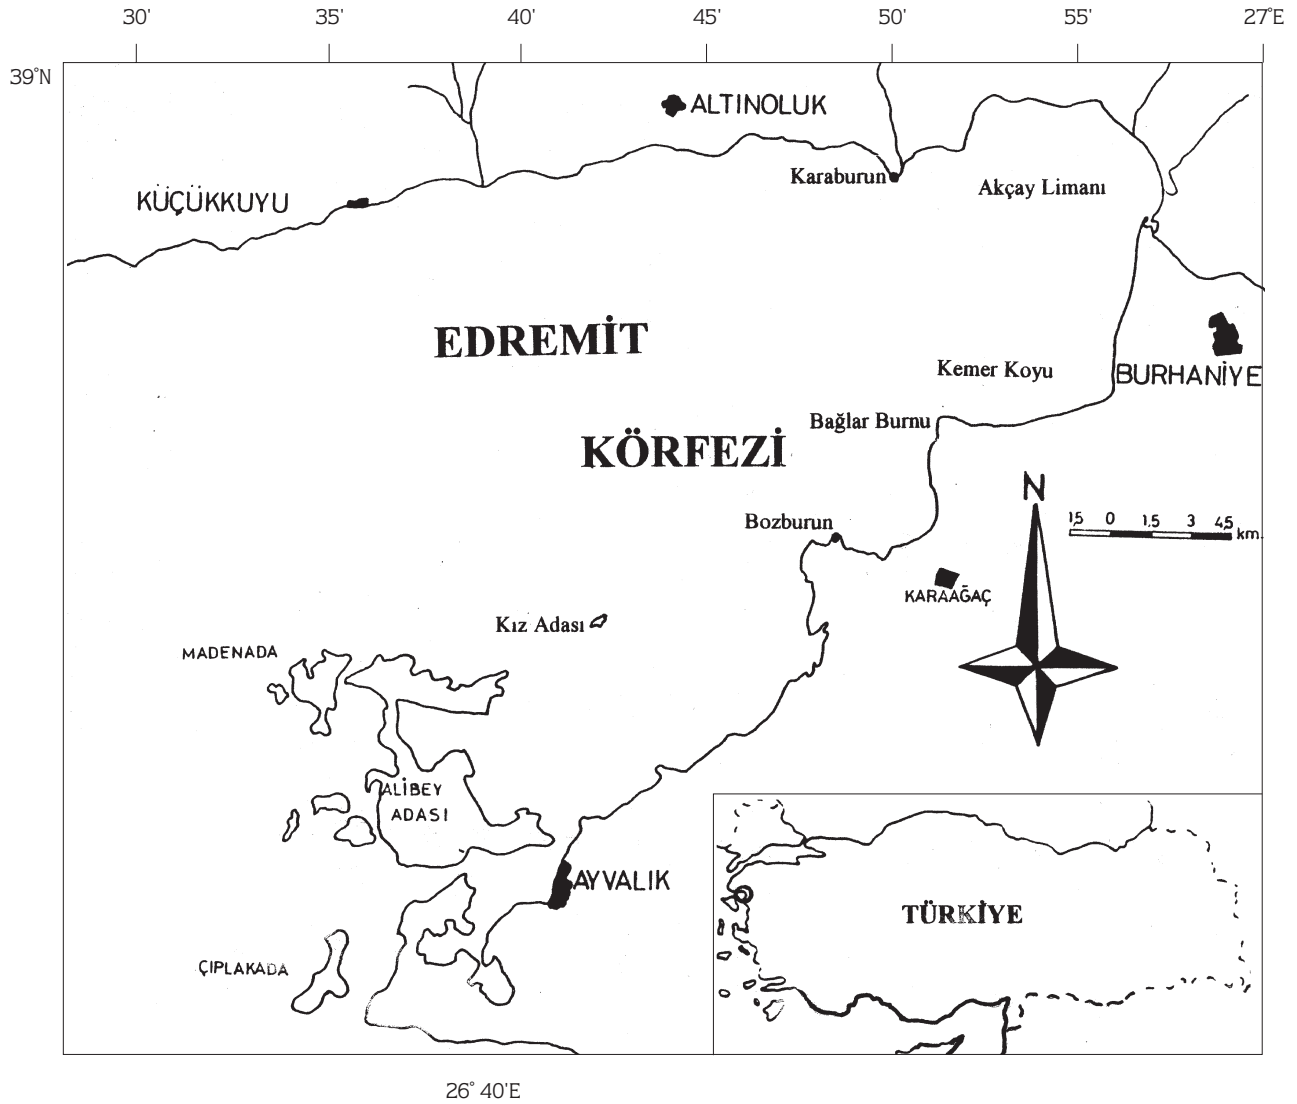 30' 35' 40' 45' 50' 55' 27°E
39°N
ALTINOLUK
Karaburun
Akçay Limanı
KÜÇÜKKUYU
EDREMİT
Kemer Koyu
BURHANİYE
Bağlar Burnu
KÖRFEZİ
N
Bozburun
1,5 0 1.5 3 4,5 km.
KARAAĞAÇ
Kız Adası
MADENADA
ALİBEY
ADASI
AYVALIK
TÜRKİYE
ÇIPLAKADA
26° 40'E